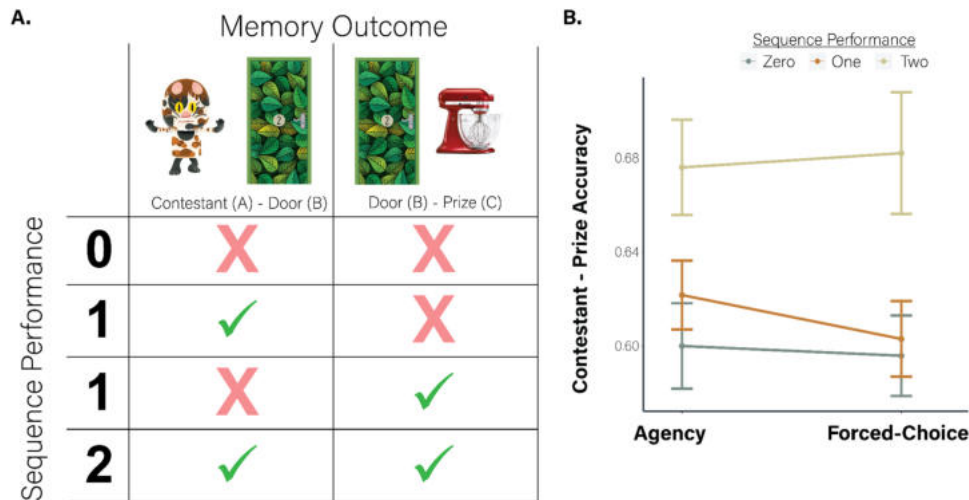 A.
Memory Outcome
Contestant (A) - Door (B)
Door (B) - Prize (C)
Sequence Performance
0
1
1
2
B.
Sequence Performance
Zero One Two
Contestant - Prize Accuracy
0.68
0.64
0.60
Agency Forced-Choice